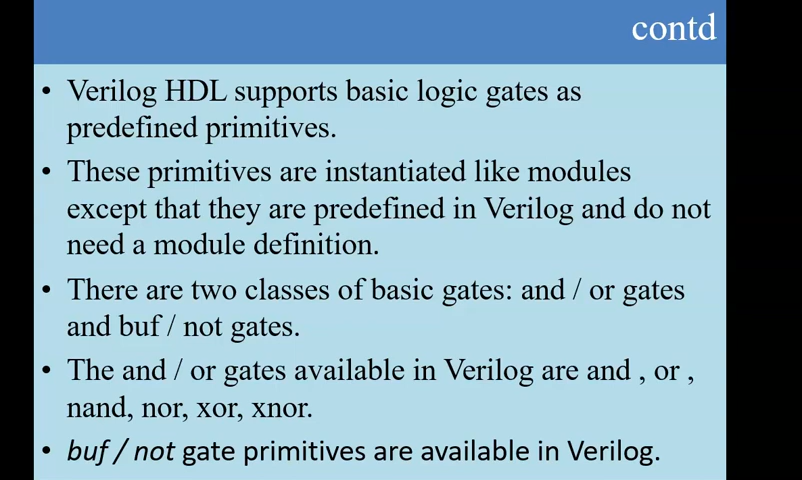 contd
• Verilog HDL supports basic logic gates as
predefined primitives.
• These primitives are instantiated like modules
except that they are predefined in Verilog and do not
need a module definition.
• There are two classes of basic gates: and / or gates
and buf / not gates.
• The and / or gates available in Verilog are and , or ,
nand, nor, xor, xnor.
• buf / not gate primitives are available in Verilog.